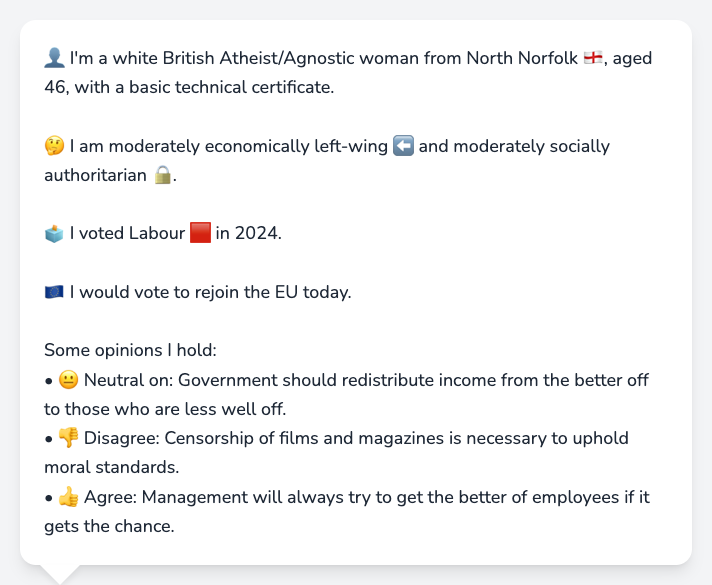 👤 I'm a white British Atheist/Agnostic woman from North Norfolk 🏴󠁧󠁢󠁥󠁮󠁧󠁿, aged
46, with a basic technical certificate.
🤔 I am moderately economically left-wing ⬅️ and moderately socially
authoritarian 🔒.
🗳️ I voted Labour 🟥 in 2024.
🇪🇺 I would vote to rejoin the EU today.
Some opinions I hold:
• 😐 Neutral on: Government should redistribute income from the better off
to those who are less well off.
• 👎 Disagree: Censorship of films and magazines is necessary to uphold
moral standards.
• 👍 Agree: Management will always try to get the better of employees if it
gets the chance.